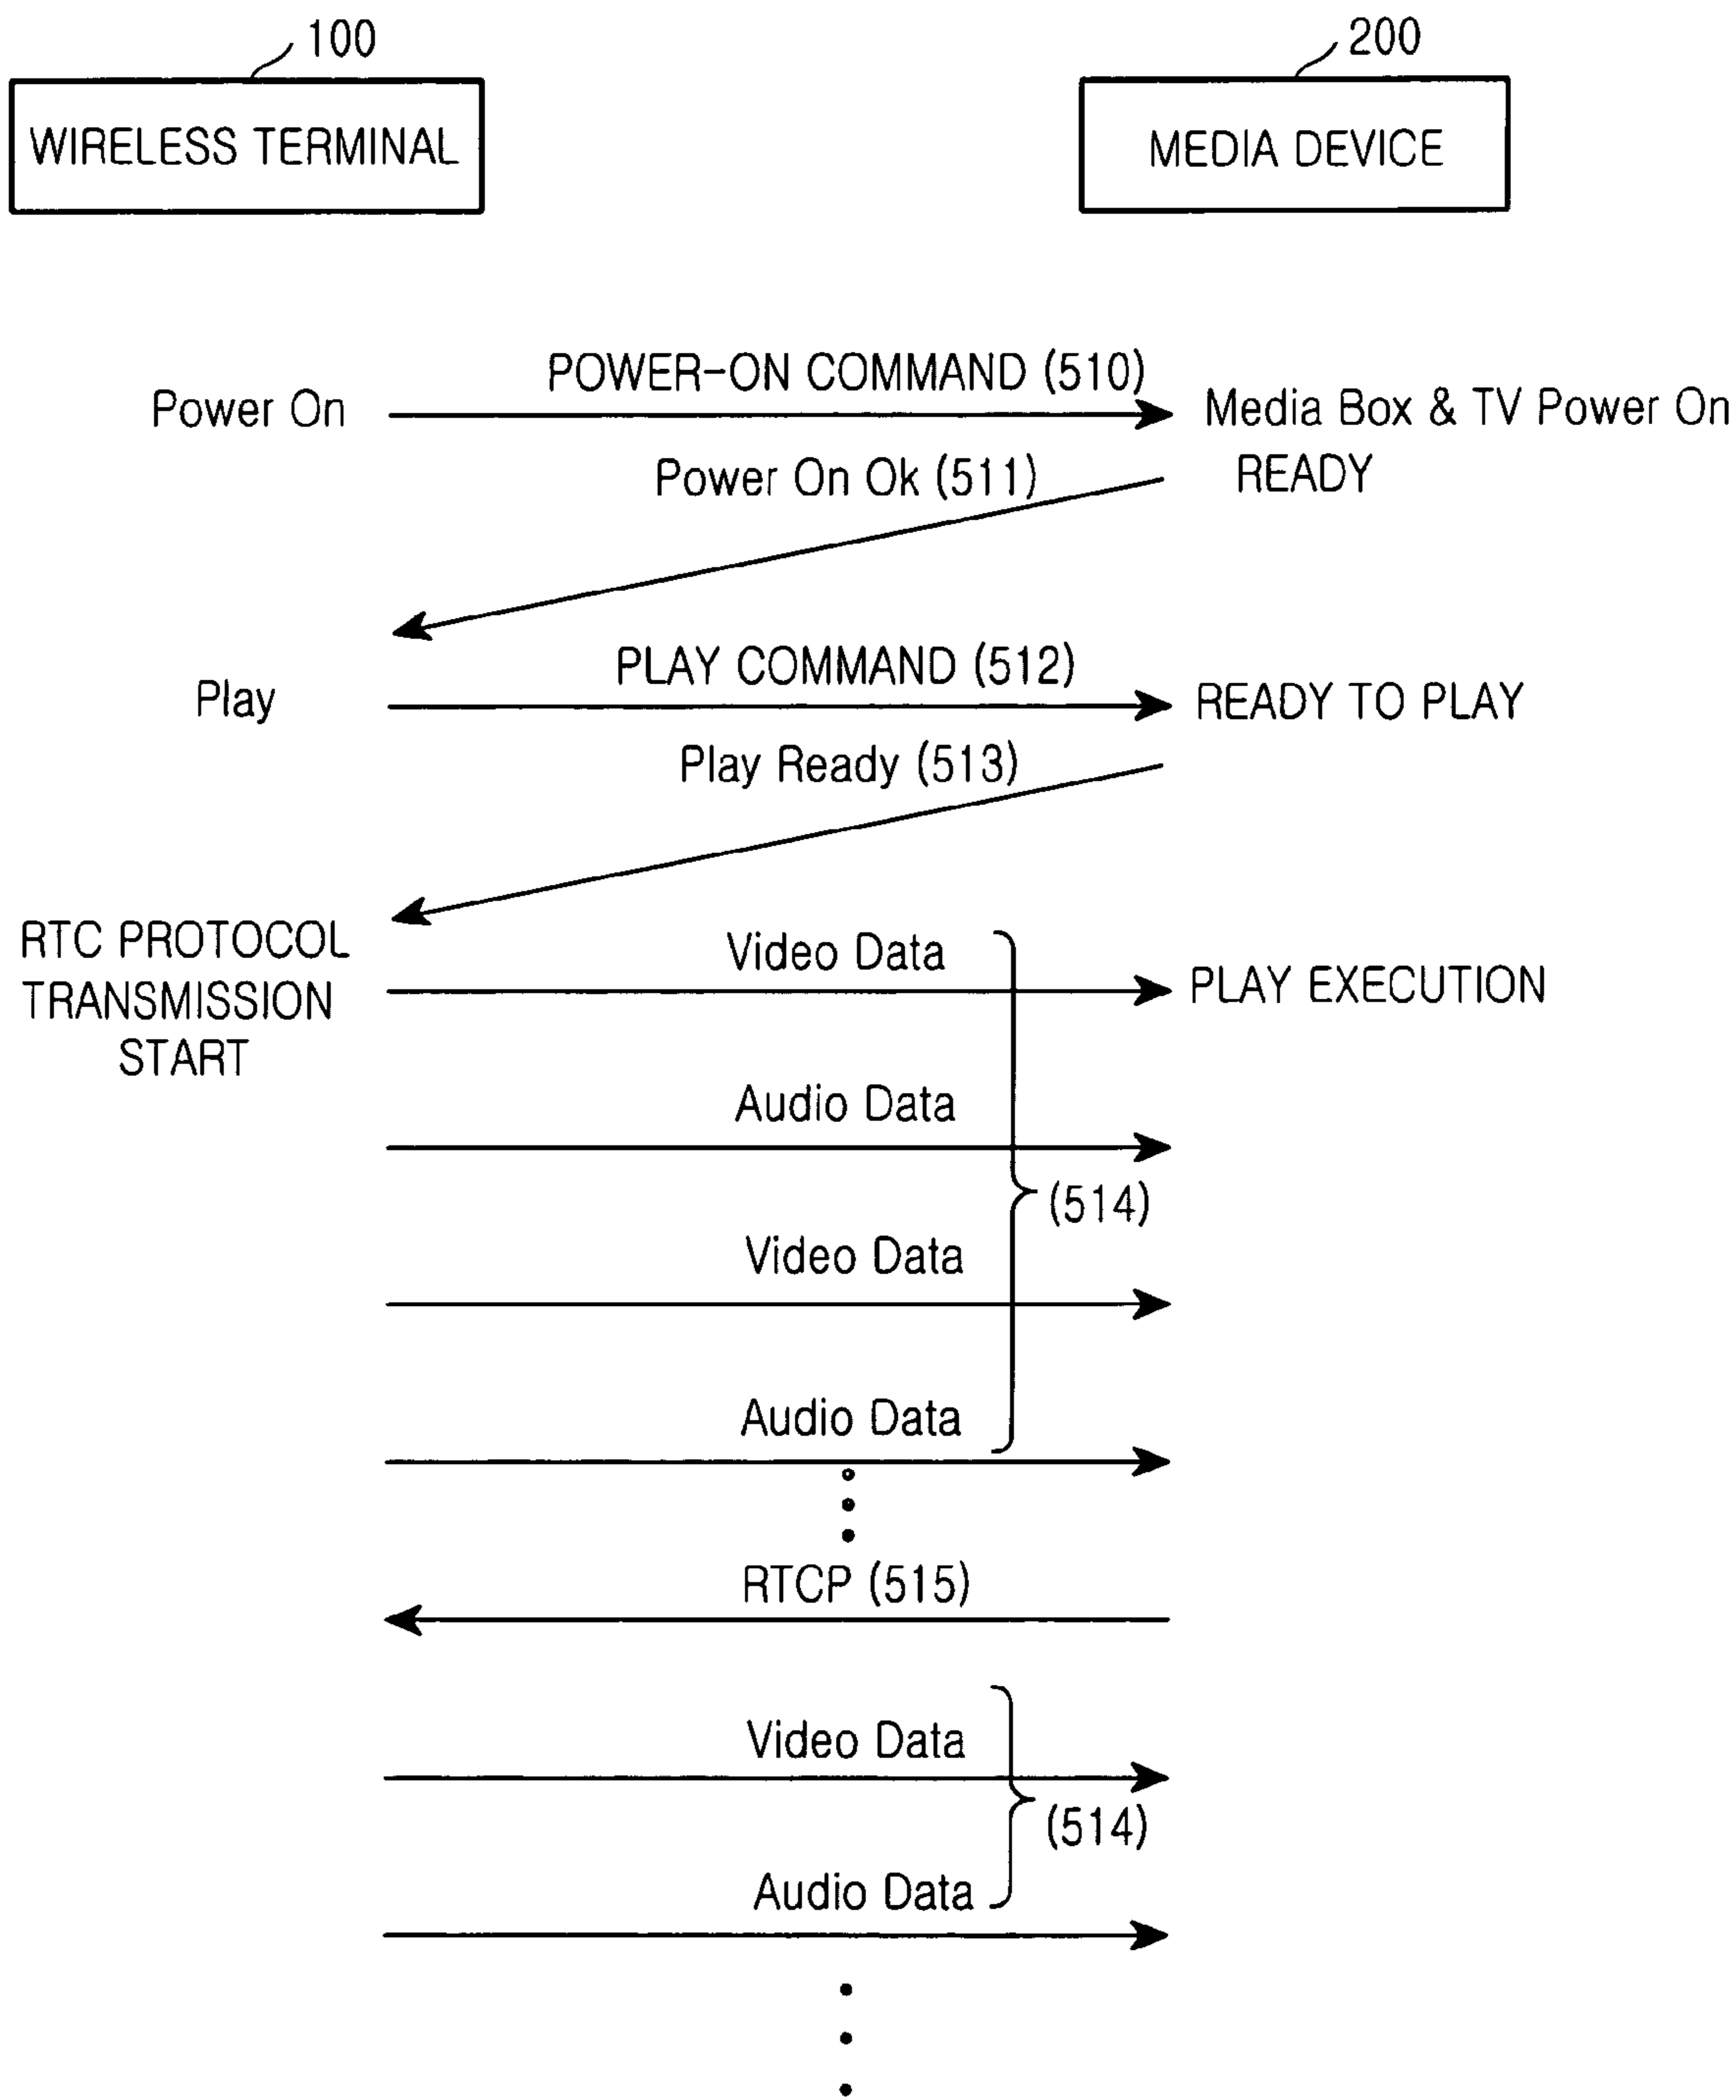 100
200
WIRELESS TERMINAL
MEDIA DEVICE
POWER-ON COMMAND (510)
Power On
Media Box & TV Power On
Power On Ok (511)
READY
PLAY COMMAND (512)
Play
READY TO PLAY
Play Ready (513)
RTC PROTOCOL
TRANSMISSION
START
Video Data
PLAY EXECUTION
Audio Data
(514)
Video Data
Audio Data
RTCP (515)
Video Data
(514)
Audio Data